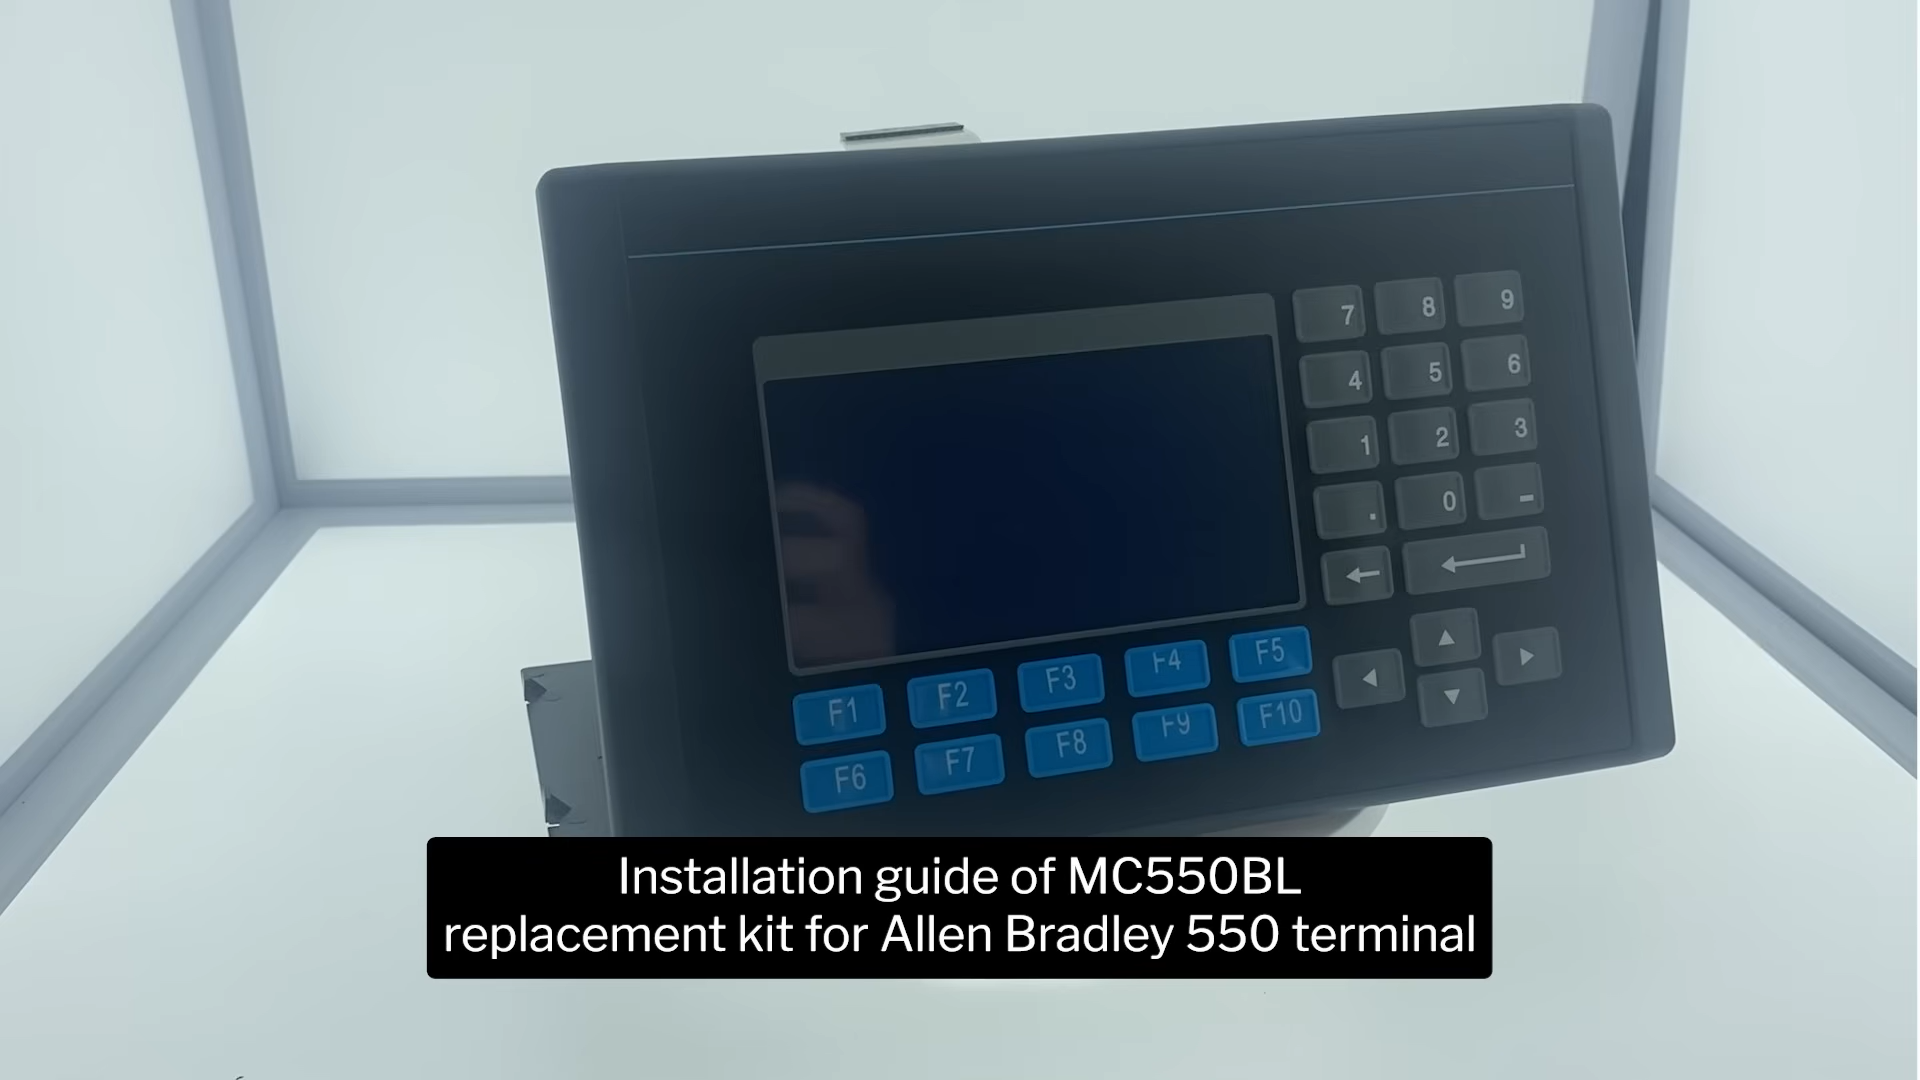 7 8 9
4 5 6
1 2 3
. 0 -
F1 F2 F3 F4 F5
F6 F7 F8 F9 F10
Installation guide of MC550BL
replacement kit for Allen Bradley 550 terminal